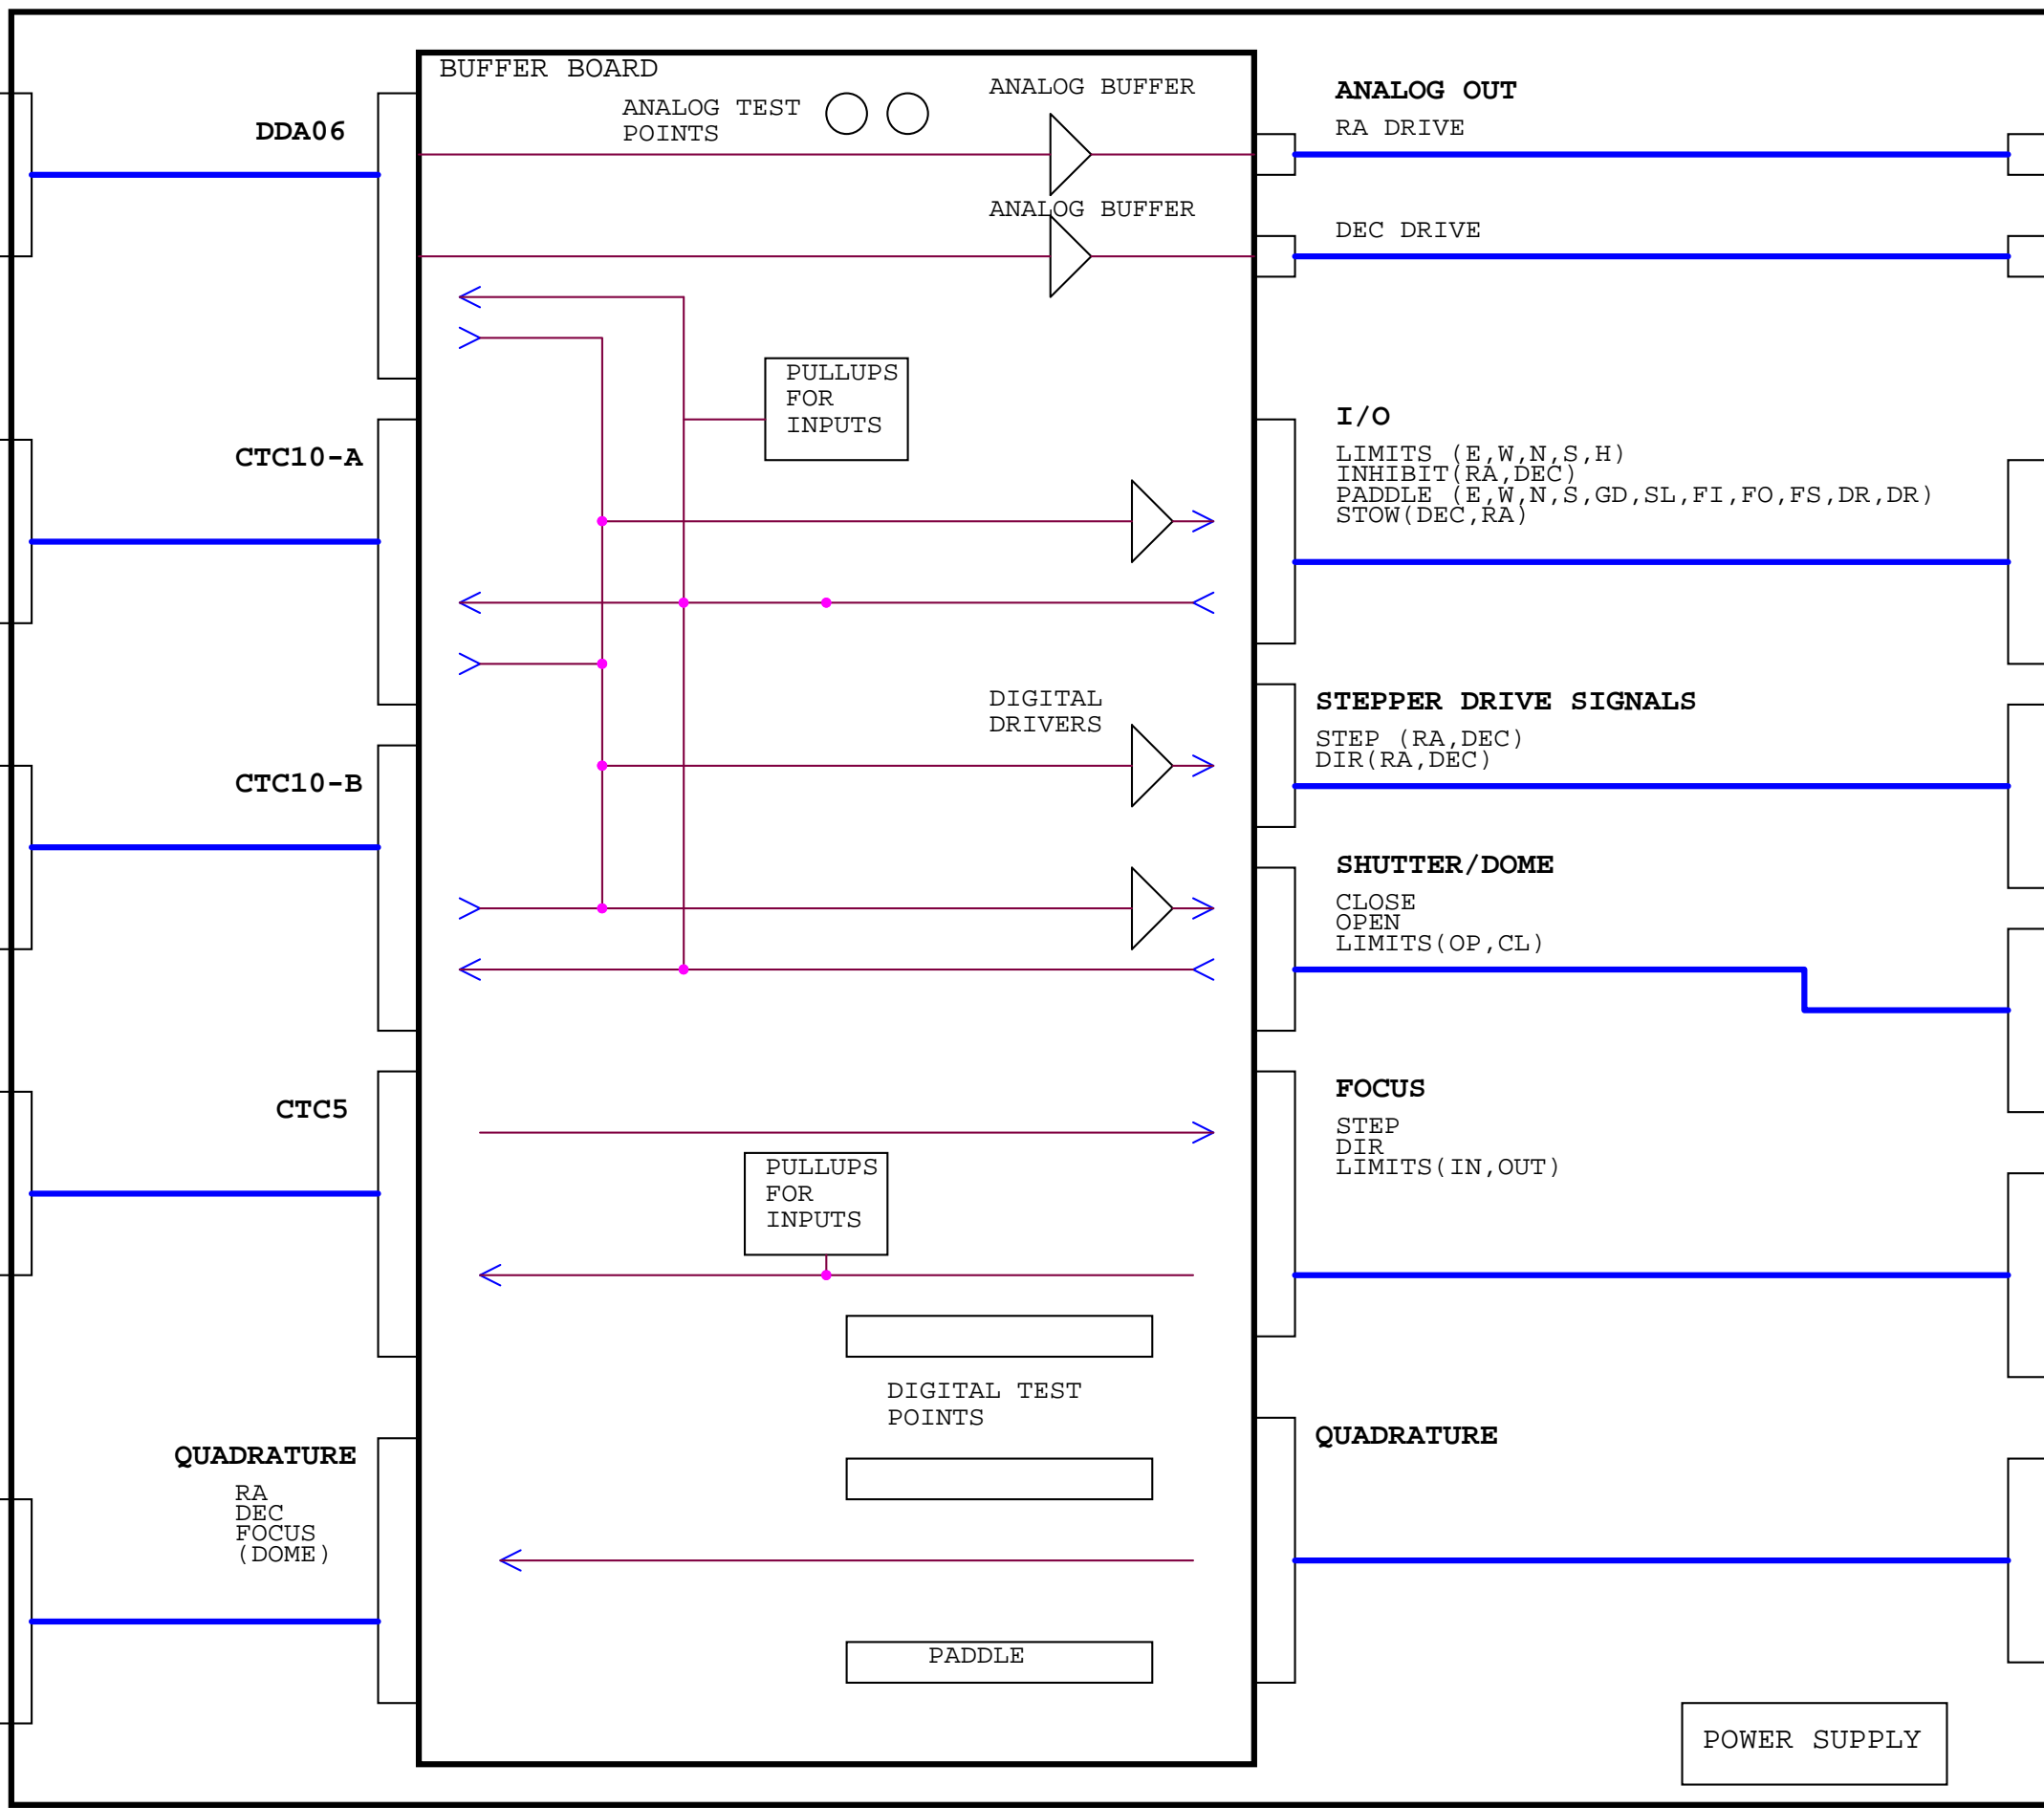 BUFFER BOARD
ANALOG TEST
POINTS
ANALOG BUFFER
ANALOG BUFFER
DDA06
CTC10-A
CTC10-B
CTC5
QUADRATURE
RA
DEC
FOCUS
(DOME)
PULLUPS
FOR
INPUTS
DIGITAL
DRIVERS
PULLUPS
FOR
INPUTS
DIGITAL TEST
POINTS
PADDLE
ANALOG OUT
RA DRIVE
DEC DRIVE
I/O
LIMITS (E,W,N,S,H)
INHIBIT(RA,DEC)
PADDLE (E,W,N,S,GD,SL,FI,FO,FS,DR,DR)
STOW(DEC,RA)
STEPPER DRIVE SIGNALS
STEP (RA,DEC)
DIR(RA,DEC)
SHUTTER/DOME
CLOSE
OPEN
LIMITS(OP,CL)
FOCUS
STEP
DIR
LIMITS(IN,OUT)
QUADRATURE
POWER SUPPLY